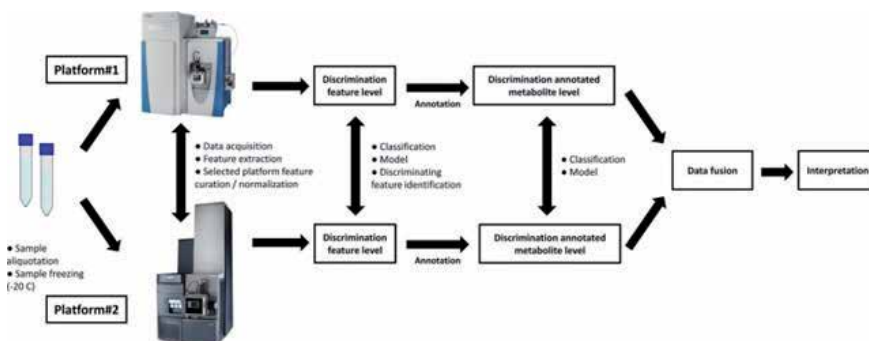 Platform#1
Discrimination
feature level
Annotation
Discrimination annotated
metabolite level
● Data acquisition
● Feature extraction
● Selected platform feature
curation / normalization
● Classification
● Model
● Discriminating
feature identification
● Classification
● Model
Data fusion
Interpretation
● Sample
aliquotation
● Sample freezing
(-20 C)
Platform#2
Discrimination
feature level
Annotation
Discrimination annotated
metabolite level